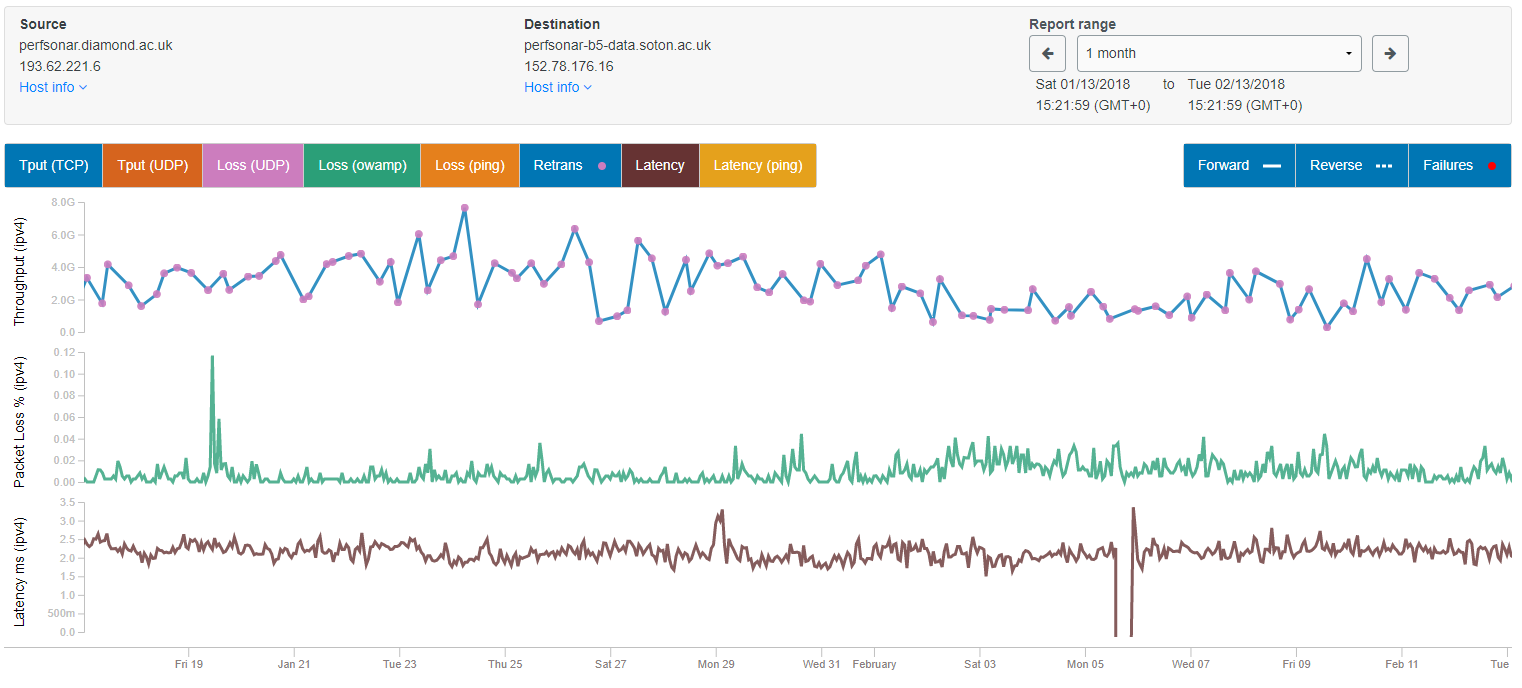 Source
perfsonar.diamond.ac.uk
193.62.221.6
Host info
Destination
perfsonar-b5-data.soton.ac.uk
152.78.176.16
Host info
Report range
1 month
Sat 01/13/2018 to Tue 02/13/2018
15:21:59 (GMT+0) 15:21:59 (GMT+0)
Tput (TCP) Tput (UDP) Loss (UDP) Loss (owamp) Loss (ping) Retrans Latency Latency (ping) Forward Reverse Failures
Throughput (ipv4)
8.0G
6.0G
4.0G
2.0G
0.0
Packet Loss % (ipv4)
0.12
0.10
0.08
0.06
0.04
0.02
0.00
Latency ms (ipv4)
3.5
3.0
2.5
2.0
1.5
1.0
500m
0.0
Fri 19 Jan 21 Tue 23 Thu 25 Sat 27 Mon 29 Wed 31 February Sat 03 Mon 05 Wed 07 Fri 09 Feb 11 Tue